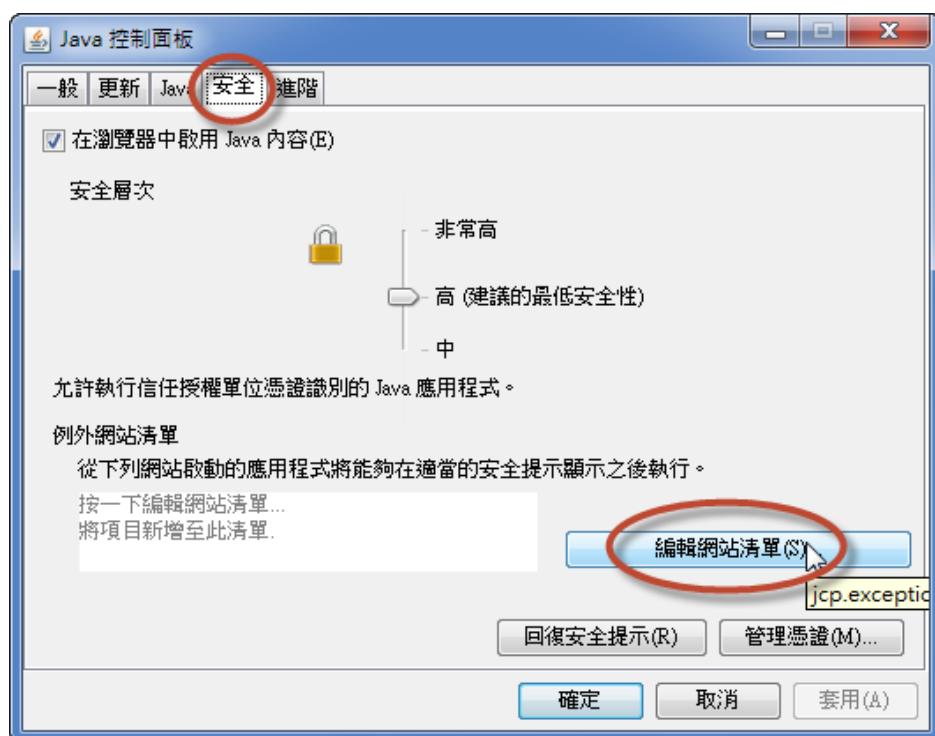 Java 控制面板
一般 更新 Java 安全 進階
在瀏覽器中啟用 Java 內容(E)
安全層次
非常高
高 (建議的最低安全性)
中
允許執行信任授權單位憑證識別的 Java 應用程式。
例外網站清單
從下列網站啟動的應用程式將能夠在適當的安全提示顯示之後執行。
按一下編輯網站清單...
將項目新增至此清單.
編輯網站清單(S)
jcp.exceptic
回復安全提示(R) 管理憑證(M)...
確定 取消 套用(A)